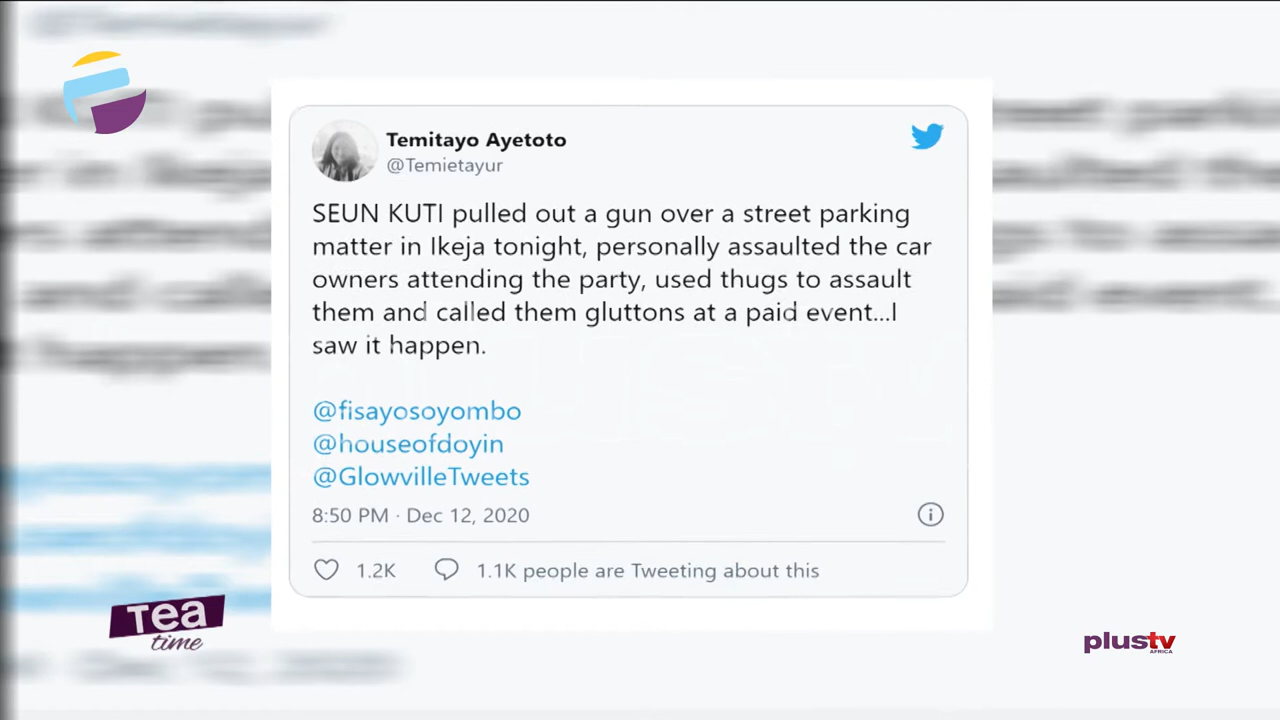 Temitayo Ayetoto
@Temietayur
SEUN KUTI pulled out a gun over a street parking
matter in Ikeja tonight, personally assaulted the car
owners attending the party, used thugs to assault
them and called them gluttons at a paid event...I
saw it happen.
@fisayosoyombo
@houseofdoyin
@GlowvilleTweets
8:50 PM · Dec 12, 2020
1.2K 1.1K people are Tweeting about this
Tea
time
plustv
AFRICA